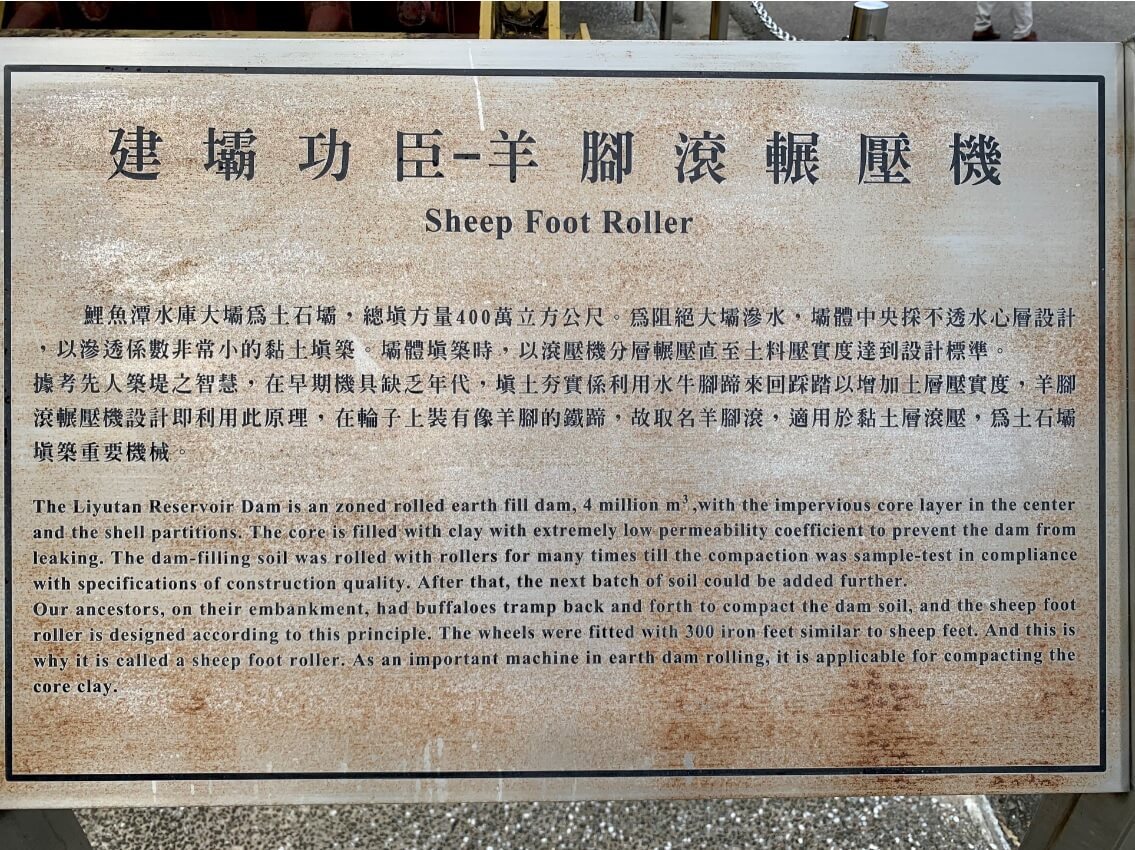 建壩功臣-羊腳滾輾壓機
Sheep Foot Roller
鯉魚潭水庫大壩爲土石壩，總塡方量400萬立方公尺。爲阻絕大壩滲水，壩體中央採不透水心層設計
，以滲透係數非常小的黏土塡築。壩體塡築時，以滾壓機分層輾壓直至土料壓實度達到設計標準。
據考先人築堤之智慧，在早期機具缺乏年代，塡土夯實係利用水牛腳蹄來回踩踏以增加土層壓實度，羊腳
滾輾壓機設計即利用此原理，在輪子上裝有像羊腳的鐵蹄，故取名羊腳滾，適用於黏土層滾壓，爲土石壩
塡築重要機械。
The Liyutan Reservoir Dam is an zoned rolled earth fill dam, 4 million m³,with the impervious core layer in the center
and the shell partitions. The core is filled with clay with extremely low permeability coefficient to prevent the dam from
leaking. The dam-filling soil was rolled with rollers for many times till the compaction was sample-test in compliance
with specifications of construction quality. After that, the next batch of soil could be added further.
Our ancestors, on their embankment, had buffaloes tramp back and forth to compact the dam soil, and the sheep foot
roller is designed according to this principle. The wheels were fitted with 300 iron feet similar to sheep feet. And this is
why it is called a sheep foot roller. As an important machine in earth dam rolling, it is applicable for compacting the
core clay.